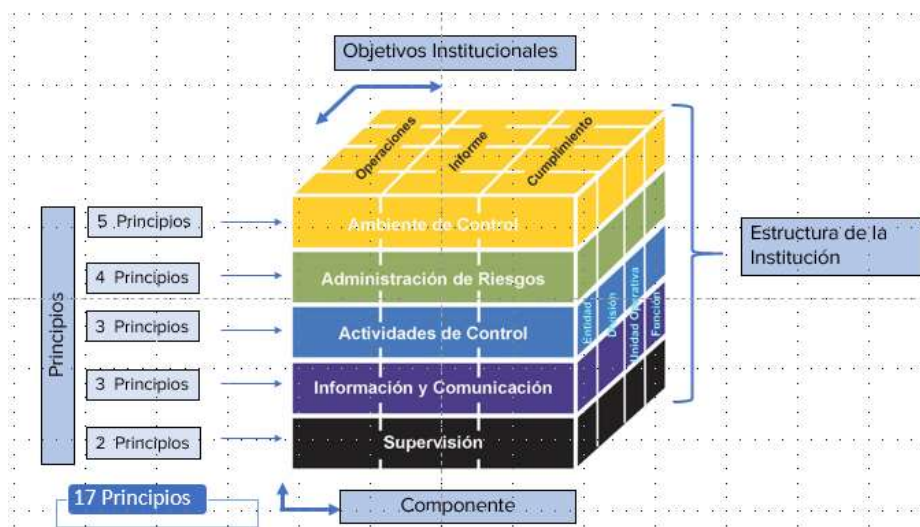 Objetivos Institucionales
Operaciones
Informe
Cumplimiento
Principios
5 Principios
Ambiente de Control
4 Principios
Administración de Riesgos
3 Principios
Actividades de Control
3 Principios
Información y Comunicación
2 Principios
Supervisión
Entidad
División
Unidad Operativa
Función
Estructura de la
Institución
17 Principios
Componente